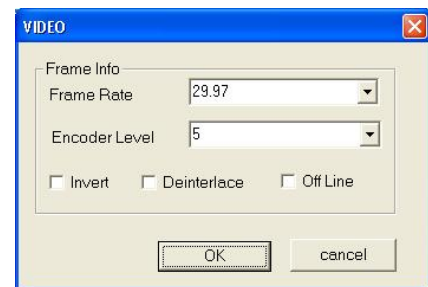 VIDEO
Frame Info
Frame Rate 29.97
Encoder Level 5
Invert Deinterlace Off Line
OK cancel